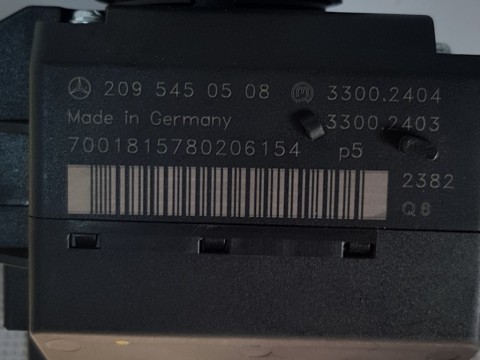 209 545 05 08 3300.2404
Made in Germany 3300.2403
7001815780206154 p5
2382
Q8